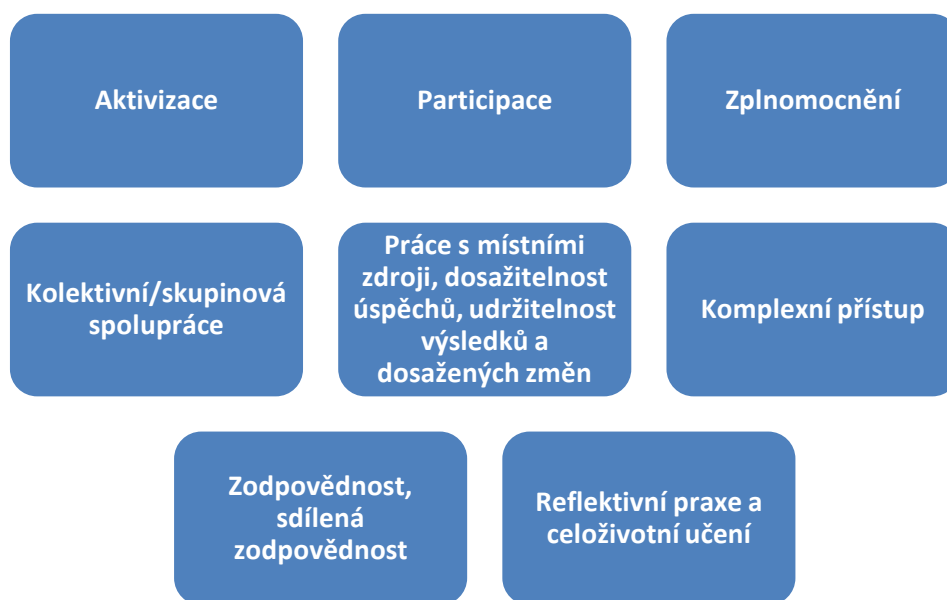 Aktivizace
Participace
Zplnomocnění
Kolektivní/skupinová
spolupráce
Práce s místními
zdroji, dosažitelnost
úspěchů, udržitelnost
výsledků a
dosažených změn
Komplexní přístup
Zodpovědnost,
sdílená
zodpovědnost
Reflektivní praxe a
celoživotní učení